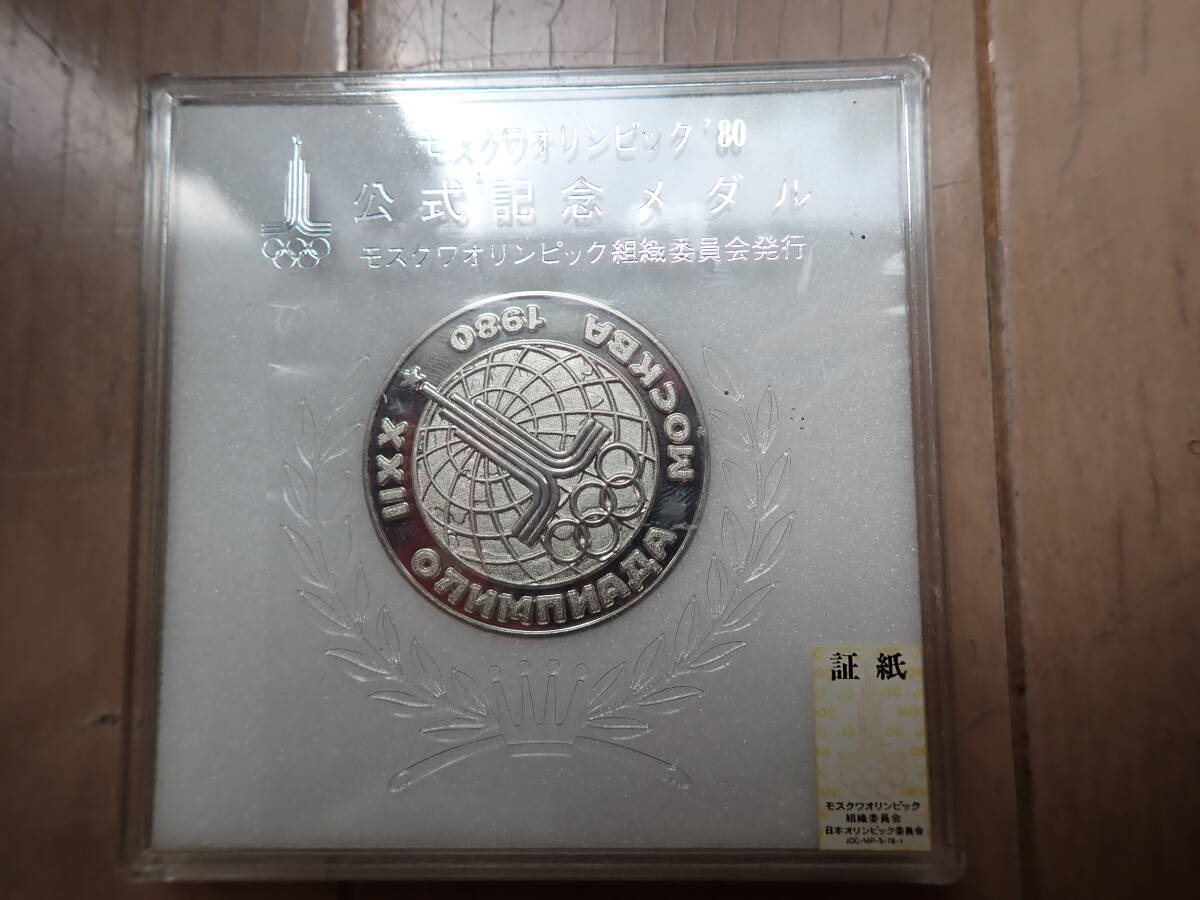 モスクワオリンピック '80
公式記念メダル
モスクワオリンピック組織委員会発行
XXII ОЛИМПИАДА МОСКВА 1980
証紙
モスクワオリンピック
組織委員会
日本オリンピック委員会